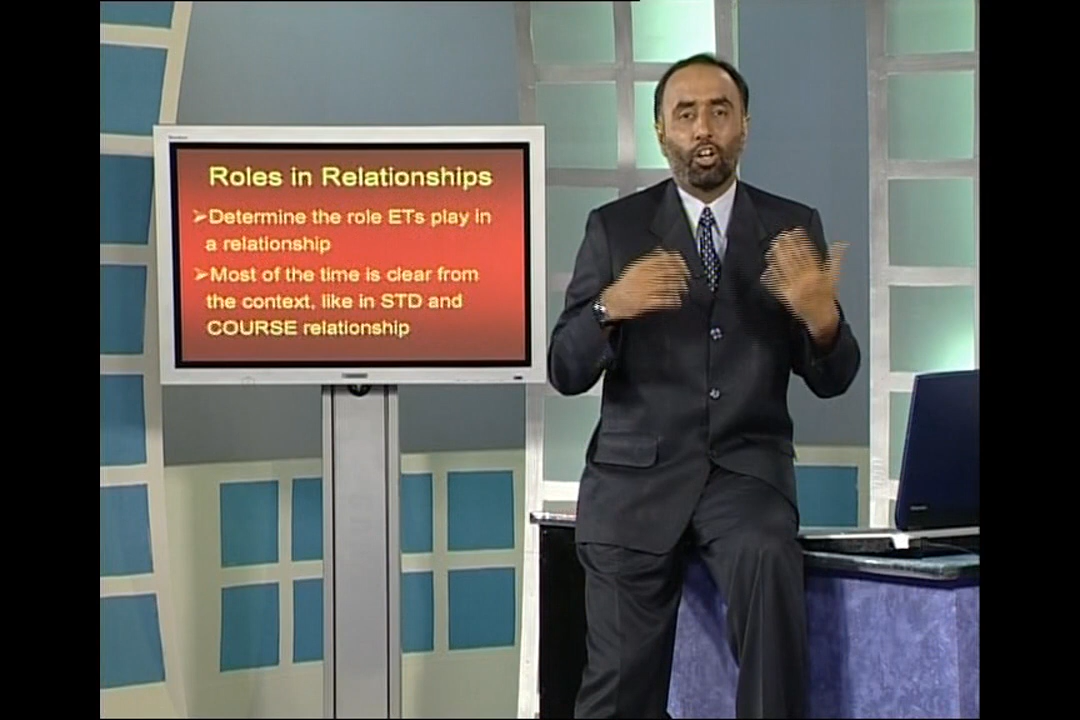 Roles in Relationships
➢Determine the role ETs play in
a relationship
➢Most of the time is clear from
the context, like in STD and
COURSE relationship